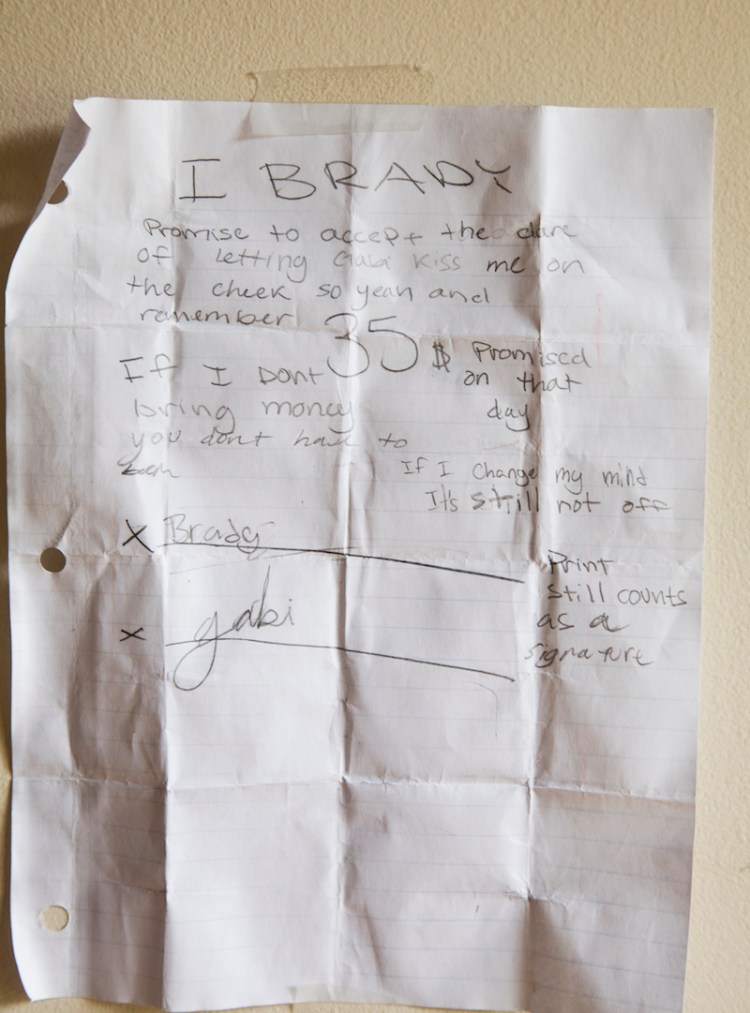 I BRADY
Promise to accept the dare
of letting Gabi kiss me on
the cheek so yeah and
remember 35 $ Promised
on that
day
If I Dont
bring money
you dont have to
If I change my mind
It's still not off
X Brady
Print
still counts
as a
signature
x gabi